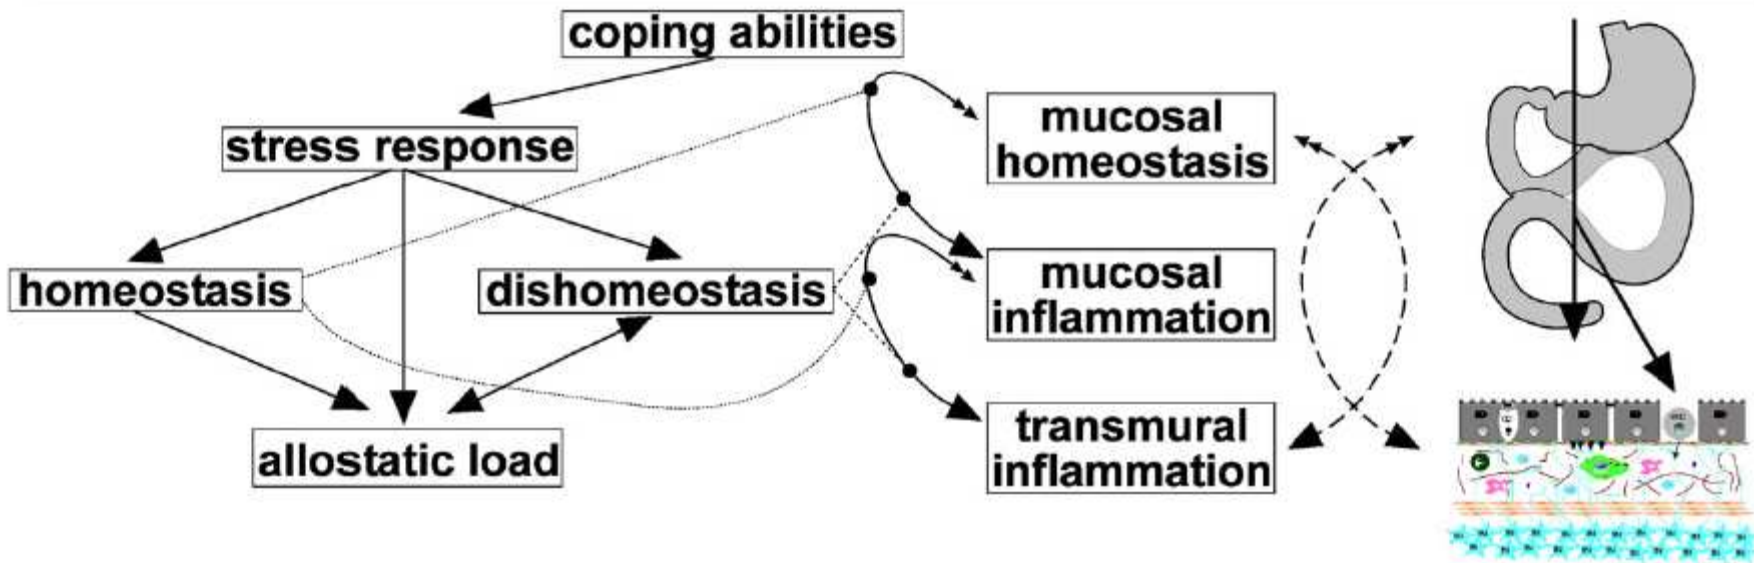 coping abilities
stress response
homeostasis
dishomeostasis
allostatic load
mucosal
homeostasis
mucosal
inflammation
transmural
inflammation